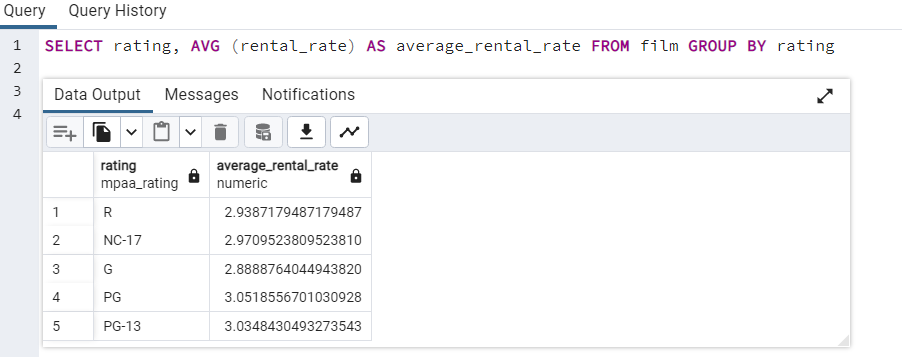 Query Query History
1 SELECT rating, AVG (rental_rate) AS average_rental_rate FROM film GROUP BY rating
2
3
4
Data Output Messages Notifications
rating average_rental_rate
mpaa_rating numeric
1 R 2.9387179487179487
2 NC-17 2.9709523809523810
3 G 2.8888764044943820
4 PG 3.0518556701030928
5 PG-13 3.0348430493273543